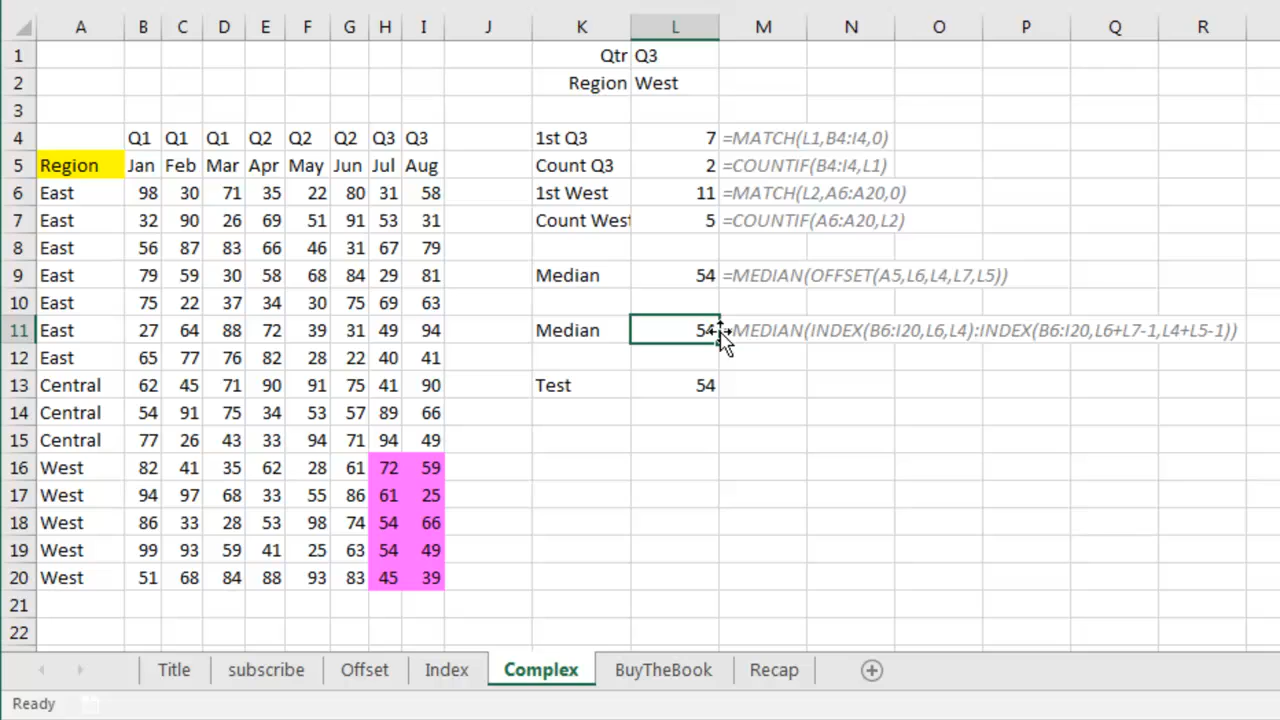 A B C D E F G H I J K L M N O P Q R
1 Qtr Q3
2 Region West
3
4 Q1 Q1 Q1 Q2 Q2 Q2 Q3 Q3 1st Q3 7 =MATCH(L1,B4:I4,0)
5 Region Jan Feb Mar Apr May Jun Jul Aug Count Q3 2 =COUNTIF(B4:I4,L1)
6 East 98 30 71 35 22 80 31 58 1st West 11 =MATCH(L2,A6:A20,0)
7 East 32 90 26 69 51 91 53 31 Count West 5 =COUNTIF(A6:A20,L2)
8 East 56 87 83 66 46 31 67 79
9 East 79 59 30 58 68 84 29 81 Median 54 =MEDIAN(OFFSET(A5,L6,L4,L7,L5))
10 East 75 22 37 34 30 75 69 63
11 East 27 64 88 72 39 31 49 94 Median 54 =MEDIAN(INDEX(B6:I20,L6,L4):INDEX(B6:I20,L6+L7-1,L4+L5-1))
12 East 65 77 76 82 28 22 40 41
13 Central 62 45 71 90 91 75 41 90 Test 54
14 Central 54 91 75 34 53 57 89 66
15 Central 77 26 43 33 94 71 94 49
16 West 82 41 35 62 28 61 72 59
17 West 94 97 68 33 55 86 61 25
18 West 86 33 28 53 98 74 54 66
19 West 99 93 59 41 25 63 54 49
20 West 51 68 84 88 93 83 45 39
21
22
Title subscribe Offset Index Complex BuyTheBook Recap
Ready